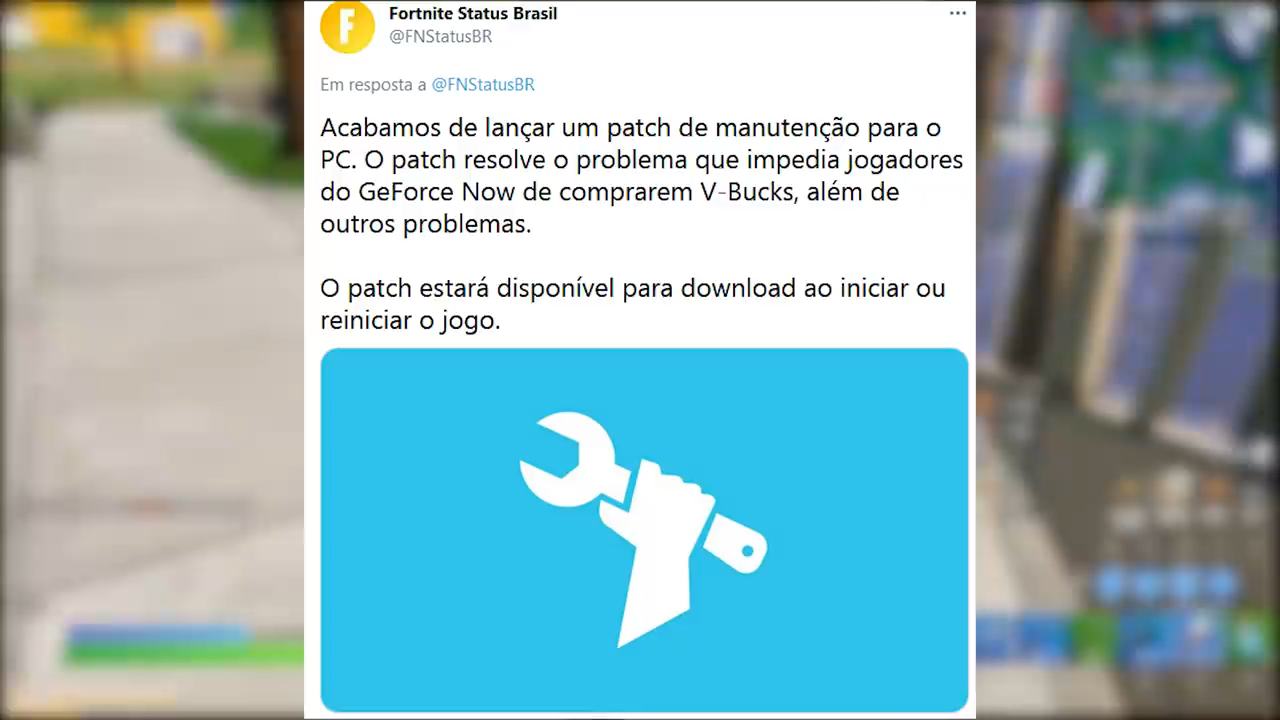 Fortnite Status Brasil
@FNStatusBR
Em resposta a @FNStatusBR
Acabamos de lançar um patch de manutenção para o
PC. O patch resolve o problema que impedia jogadores
do GeForce Now de comprarem V-Bucks, além de
outros problemas.
O patch estará disponível para download ao iniciar ou
reiniciar o jogo.